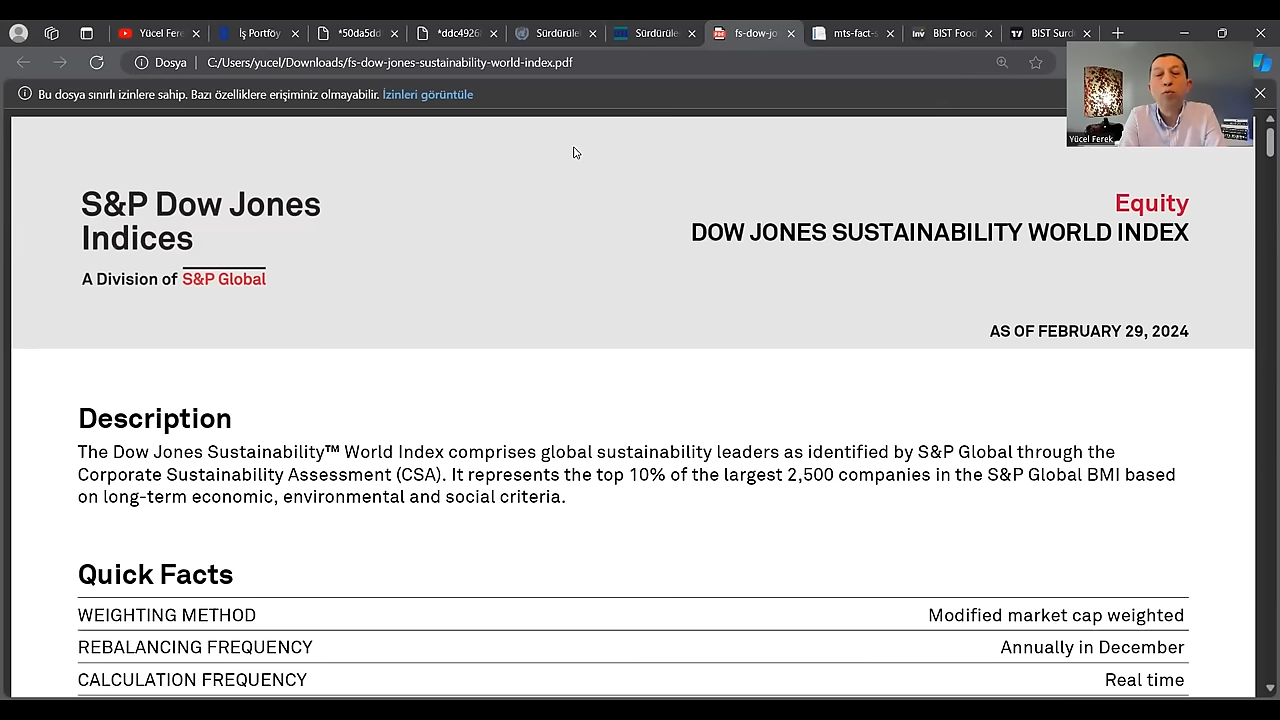 Yücel Fere
İş Portföy
*50da5dd
*ddc4926
Sürdürüle
Sürdürüle
fs-dow-jo
mts-fact-s
inv BIST Food
BIST Surd
Dosya
C:/Users/yucel/Downloads/fs-dow-jones-sustainability-world-index.pdf
Bu dosya sınırlı izinlere sahip. Bazı özelliklere erişiminiz olmayabilir. İzinleri görüntüle
Yücel Ferek
S&P Dow Jones
Indices
A Division of S&P Global
Equity
DOW JONES SUSTAINABILITY WORLD INDEX
AS OF FEBRUARY 29, 2024
Description
The Dow Jones Sustainability™ World Index comprises global sustainability leaders as identified by S&P Global through the
Corporate Sustainability Assessment (CSA). It represents the top 10% of the largest 2,500 companies in the S&P Global BMI based
on long-term economic, environmental and social criteria.
Quick Facts
WEIGHTING METHOD Modified market cap weighted
REBALANCING FREQUENCY Annually in December
CALCULATION FREQUENCY Real time